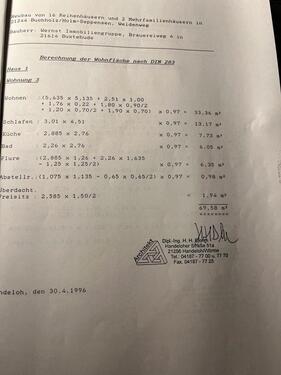 Neubau von 16 Reihenhäusern und 2 Mehrfamilienhäusern in
21244 Buchholz/Holm-Seppensen, Weidenweg
Bauherr: Wernst Immobiliengruppe, Brauereiweg 6 in
21614 Buxtehude
Berechnung der Wohnfläche nach DIN 283
Haus 1
Wohnung 3
Wohnen :(5,635 x 5,135 + 2,51 x 1,00
+ 1,76 x 0,22 + 1,80 x 0,90/2
+ 1,20 x 0,70/2 + 0,90/2) x 0,97 = 33,36 m²
Schlafen : 3,01 x 4,51 x 0,97 = 13,17 m²
Küche : 2,885 x 2,76 x 0,97 = 7,73 m²
Bad : 2,26 x 2,76 x 0,97 = 6,05 m²
Flure :(2,885 x 1,26 + 2,26 x 1,635
- 1,25 x 1,25/2) x 0,97 = 6,35 m²
Abstellr.:(1,075 x 1,135 - 0,65 x 0,65/2) x 0,97 = 0,98 m²
Überdacht.
Freisitz : 2,585 x 1,50/2 = 1,94 m²
69,58 m²
========
Architekt
Dipl.-Ing. H. H.
Handeloher Straße 51a
21256 Handeloh/Wörme
Tel.: 04187 - 77 00 u. 77 70
Fax. 04187 - 77 25
ndeloh, den 30.4.1996